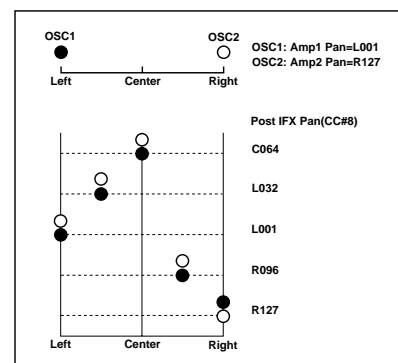 OSC1 OSC2
OSC1: Amp1 Pan=L001
OSC2: Amp2 Pan=R127
Left Center Right
Post IFX Pan(CC#8)
C064
L032
L001
R096
R127
Left Center Right